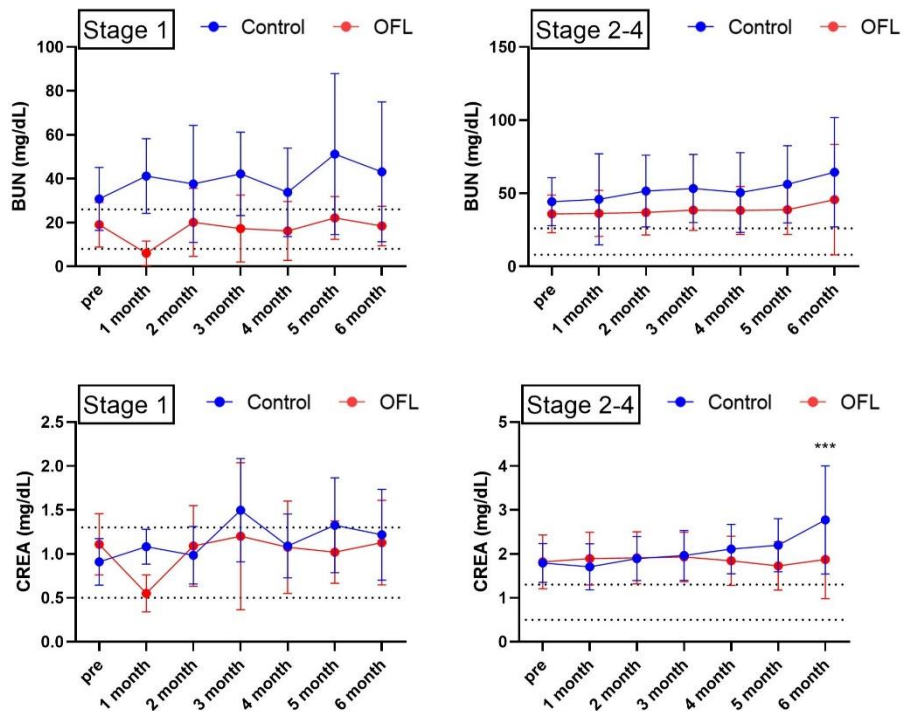 Stage 1
Control
OFL
BUN (mg/dL)
100
80
60
40
20
0
pre
1 month
2 month
3 month
4 month
5 month
6 month
Stage 2-4
Control
OFL
BUN (mg/dL)
150
100
50
0
pre
1 month
2 month
3 month
4 month
5 month
6 month
Stage 1
Control
OFL
CREA (mg/dL)
2.5
2.0
1.5
1.0
0.5
0.0
pre
1 month
2 month
3 month
4 month
5 month
6 month
Stage 2-4
Control
OFL
CREA (mg/dL)
5
4
3
2
1
0
***
pre
1 month
2 month
3 month
4 month
5 month
6 month